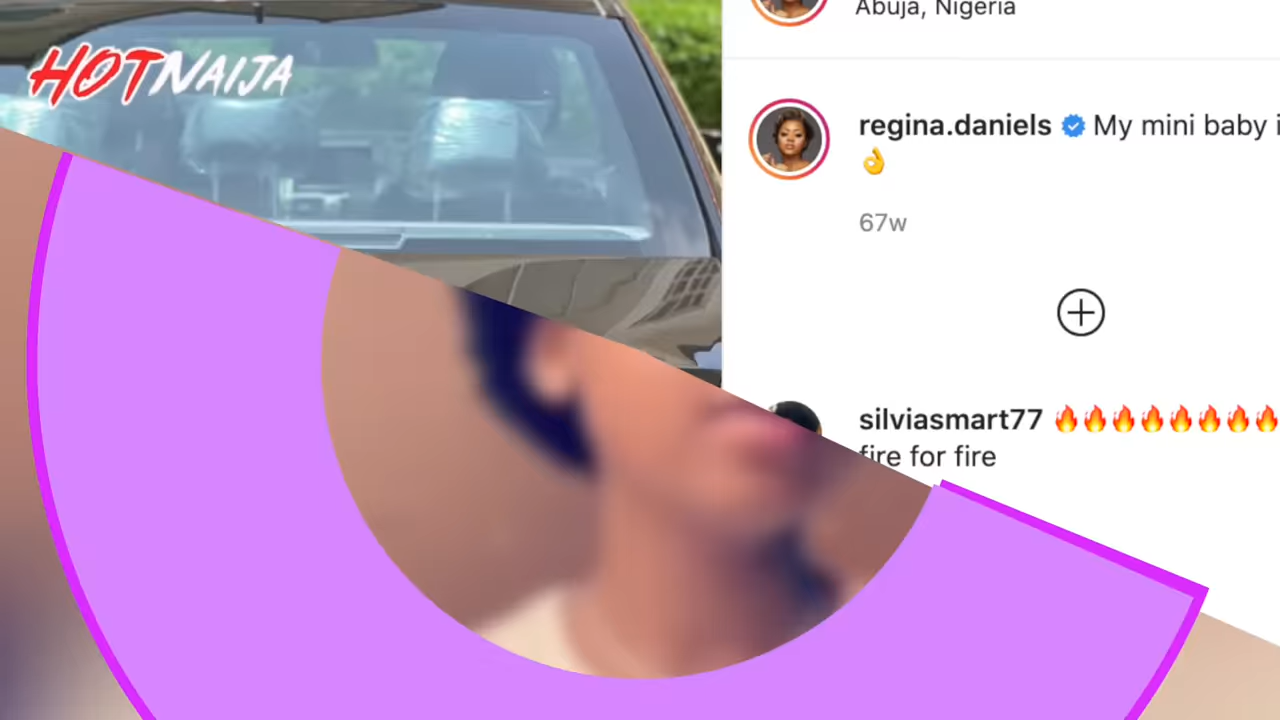 HOTNAIJA
Abuja, Nigeria
regina.daniels My mini baby i
👌
67w
silviasmart77 🔥🔥🔥🔥🔥🔥🔥🔥
fire for fire